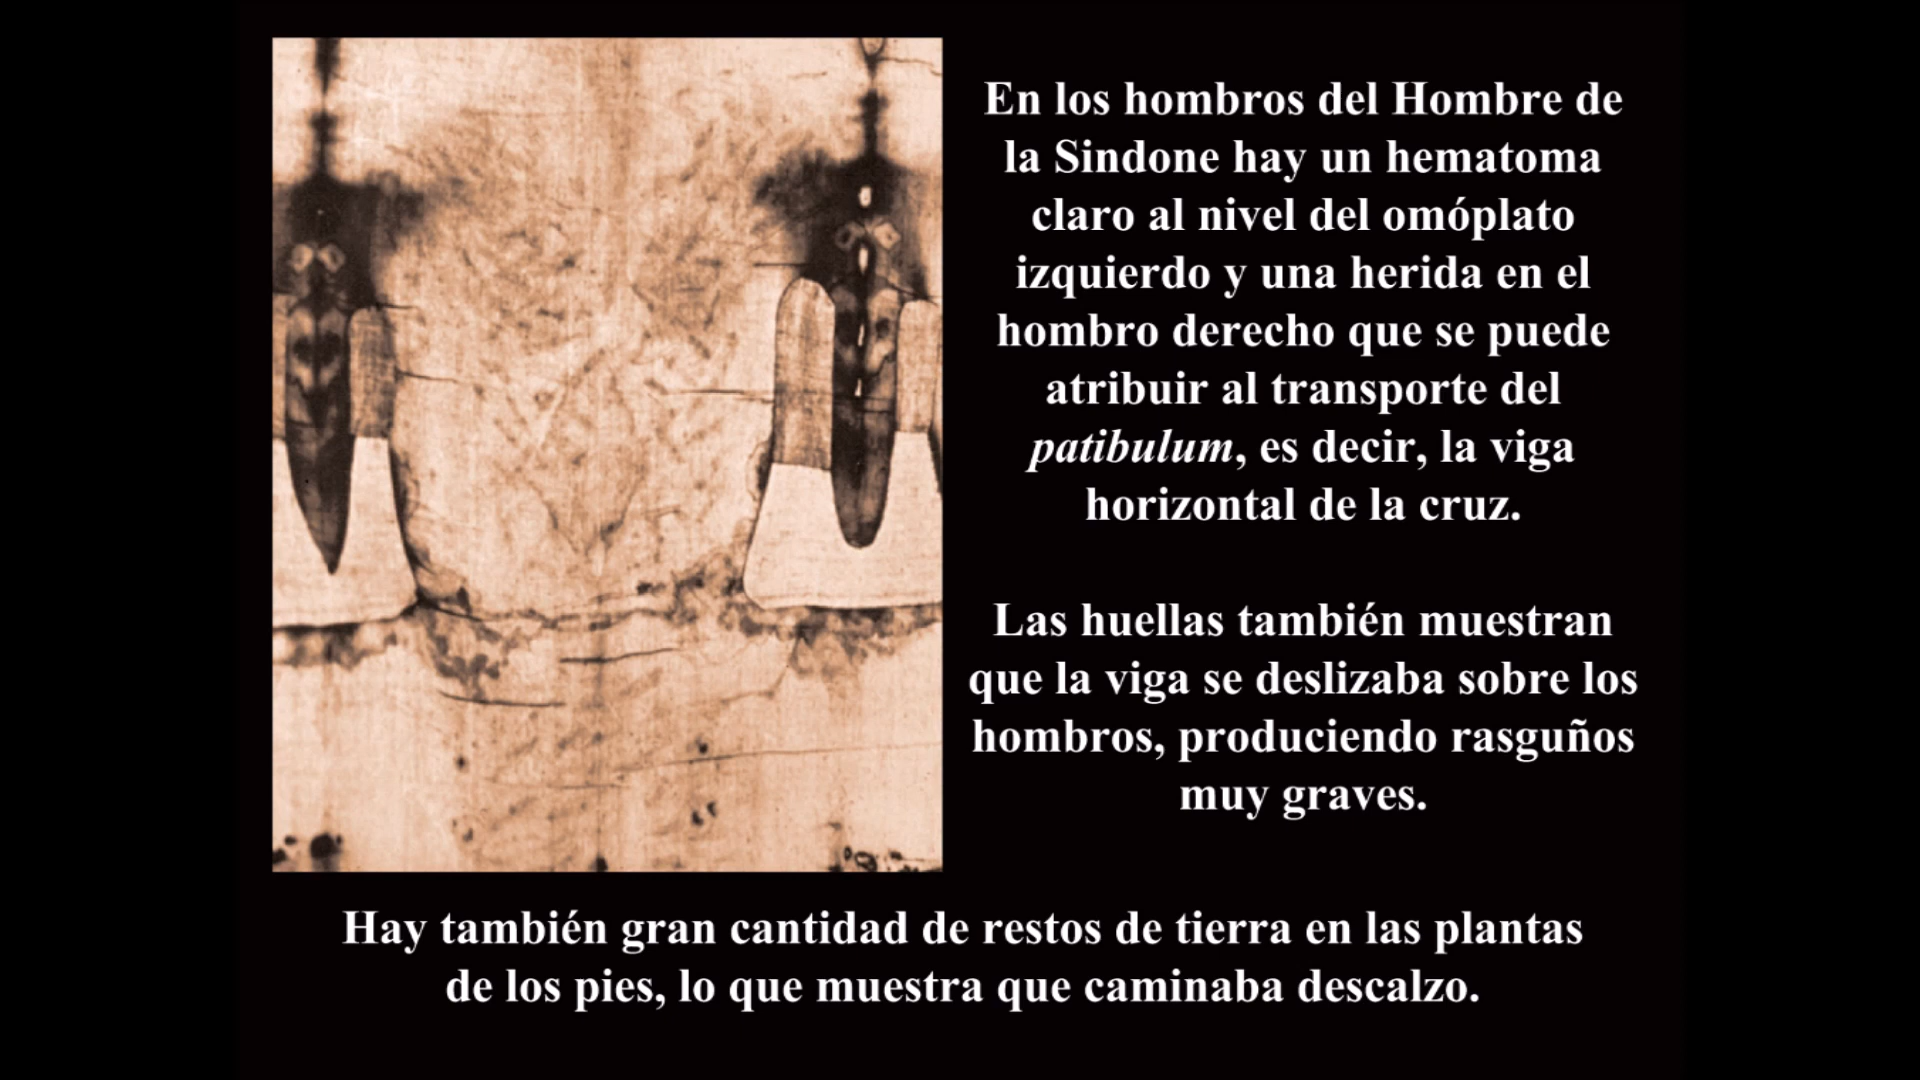 En los hombros del Hombre de
la Sindone hay un hematoma
claro al nivel del omóplato
izquierdo y una herida en el
hombro derecho que se puede
atribuir al transporte del
patibulum, es decir, la viga
horizontal de la cruz.
Las huellas también muestran
que la viga se deslizaba sobre los
hombros, produciendo rasguños
muy graves.
Hay también gran cantidad de restos de tierra en las plantas
de los pies, lo que muestra que caminaba descalzo.